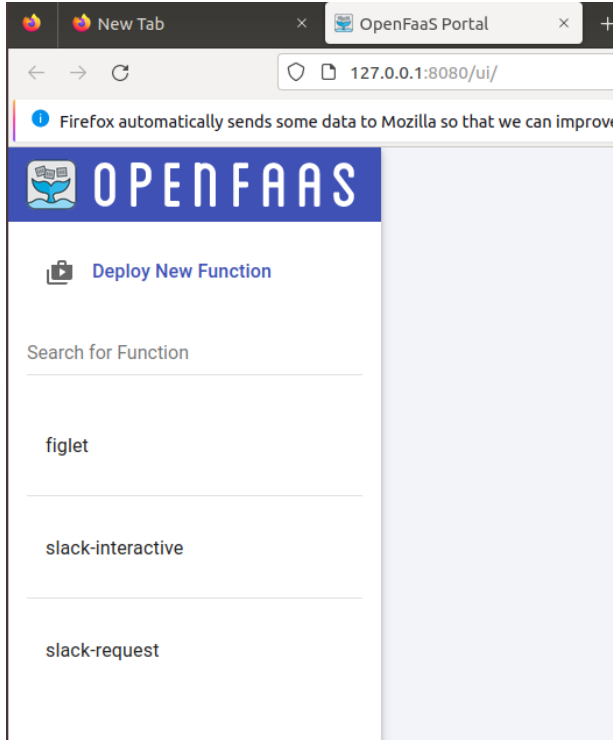 New Tab
OpenFaaS Portal
127.0.0.1:8080/ui/
Firefox automatically sends some data to Mozilla so that we can improve
OPENFAAS
Deploy New Function
Search for Function
figlet
slack-interactive
slack-request